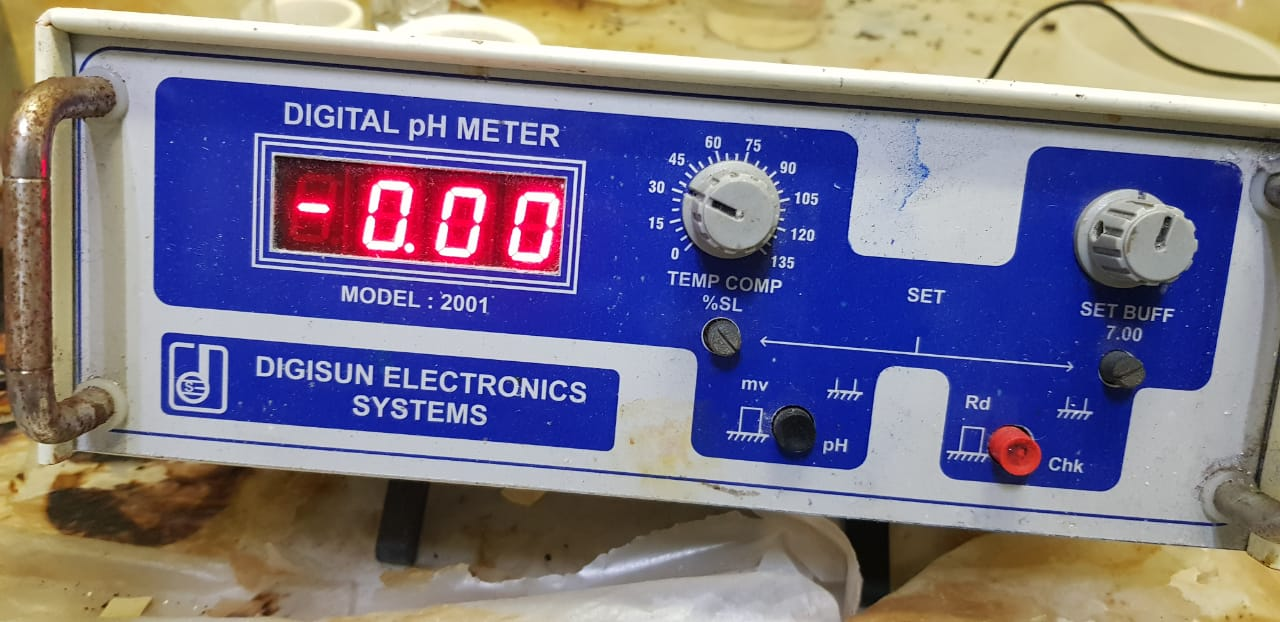 DIGITAL pH METER
-0.00
MODEL : 2001
DIGISUN ELECTRONICS
SYSTEMS
0
15
30
45
60
75
90
105
120
135
TEMP COMP
%SL
SET
SET BUFF
7.00
mv
pH
Rd
Chk